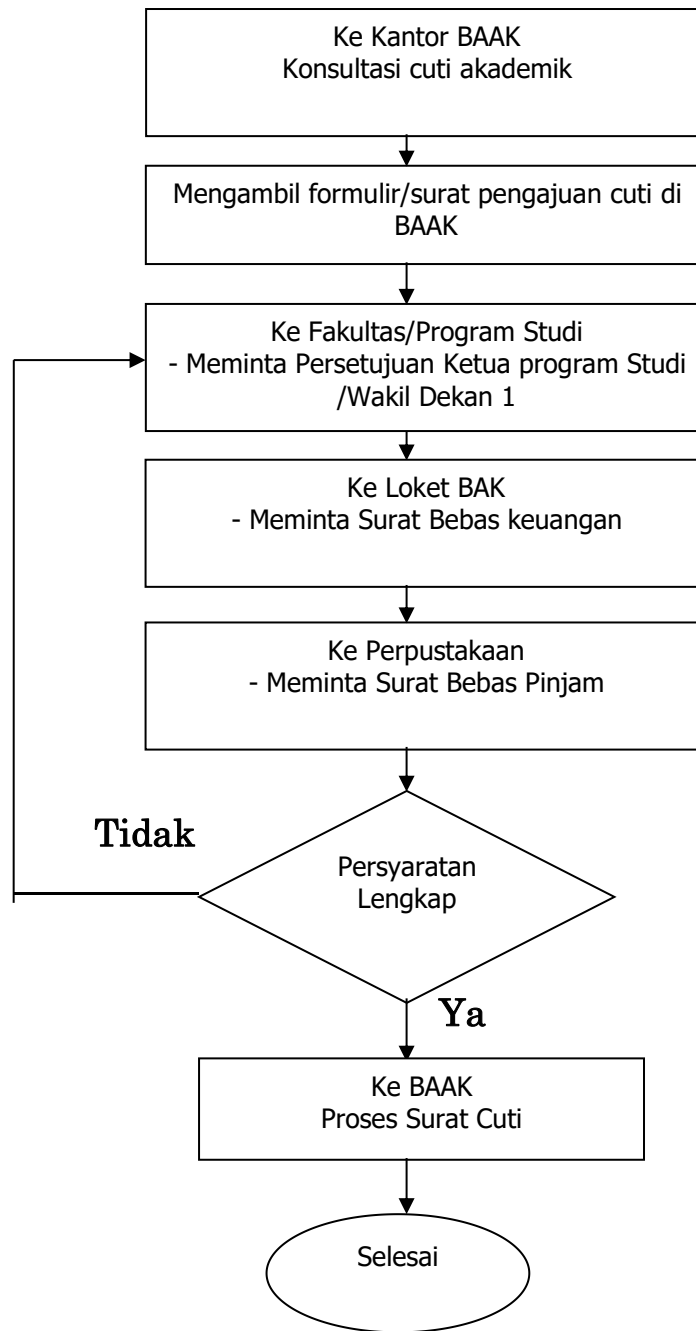 Ke Kantor BAAK
Konsultasi cuti akademik
Mengambil formulir/surat pengajuan cuti di
BAAK
Ke Fakultas/Program Studi
- Meminta Persetujuan Ketua program Studi
/Wakil Dekan 1
Ke Loket BAK
- Meminta Surat Bebas keuangan
Ke Perpustakaan
- Meminta Surat Bebas Pinjam
Tidak
Persyaratan
Lengkap
Ya
Ke BAAK
Proses Surat Cuti
Selesai